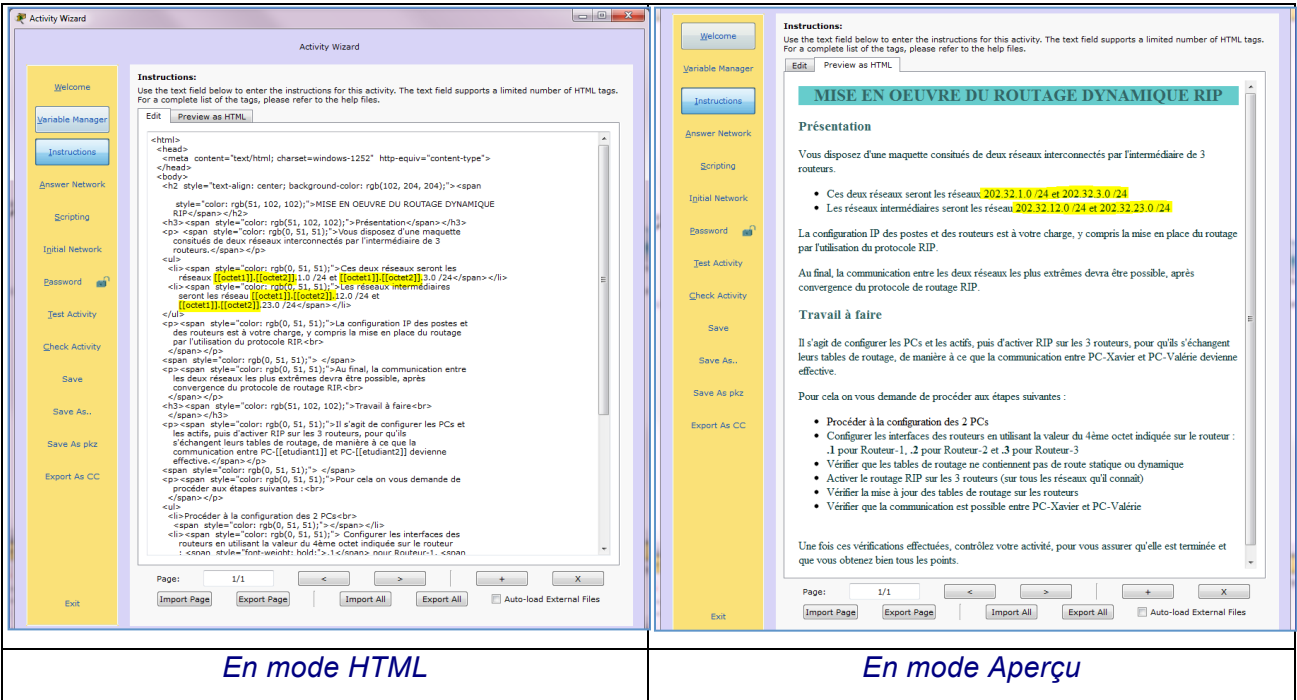 Activity Wizard
Activity Wizard
Welcome
Variable Manager
Instructions
Answer Network
Scripting
Initial Network
Password
Test Activity
Check Activity
Save
Save As..
Save As pkz
Export As CC
Exit
Instructions:
Use the text field below to enter the instructions for this activity. The text field supports a limited number of HTML tags.
For a complete list of the tags, please refer to the help files.
Edit Preview as HTML
<html>
<head>
<meta content="text/html; charset=windows-1252" http-equiv="content-type">
</head>
<body>
<h2 style="text-align: center; background-color: rgb(102, 204, 204);"><span
style="color: rgb(51, 102, 102);">MISE EN OEUVRE DU ROUTAGE DYNAMIQUE
RIP</span></h2>
<h3><span style="color: rgb(51, 102, 102);">Présentation</span></h3>
<p> <span style="color: rgb(0, 51, 51);">Vous disposez d'une maquette
consitués de deux réseaux interconnectés par l'intermédiaire de 3
routeurs.</span></p>
<ul>
<li><span style="color: rgb(0, 51, 51);">Ces deux réseaux seront les
réseaux [[octet1]].[[octet2]].1.0 /24 et [[octet1]].[[octet2]].3.0 /24</span></li>
<li><span style="color: rgb(0, 51, 51);">Les réseaux intermédiaires
seront les réseau [[octet1]].[[octet2]].12.0 /24 et
[[octet1]].[[octet2]].23.0 /24</span></li>
</ul>
<p><span style="color: rgb(0, 51, 51);">La configuration IP des postes et
des routeurs est à votre charge, y compris la mise en place du routage
par l'utilisation du protocole RIP.<br>
</span></p>
<span style="color: rgb(0, 51, 51);"> </span>
<p><span style="color: rgb(0, 51, 51);">Au final, la communication entre
les deux réseaux les plus extrêmes devra être possible, après
convergence du protocole de routage RIP.<br>
</span></p>
<h3><span style="color: rgb(51, 102, 102);">Travail à faire<br>
</span></h3>
<p><span style="color: rgb(0, 51, 51);">Il s'agit de configurer les PCs et
les actifs, puis d'activer RIP sur les 3 routeurs, pour qu'ils
s'échangent leurs tables de routage, de manière à ce que la
communication entre PC-[[etudiant1]] et PC-[[etudiant2]] devienne
effective.</span></p>
<span style="color: rgb(0, 51, 51);"> </span>
<p><span style="color: rgb(0, 51, 51);">Pour cela on vous demande de
procéder aux étapes suivantes :<br>
</span></p>
<ul>
<li>Procéder à la configuration des 2 PCs<br>
<span style="color: rgb(0, 51, 51);"></span></li>
<li><span style="color: rgb(0, 51, 51);"> Configurer les interfaces des
routeurs en utilisant la valeur du 4ème octet indiquée sur le routeur
: <span style="font-weight: bold;">.1</span> pour Routeur-1, <span
Page: 1/1 < > + X
Import Page Export Page Import All Export All Auto-load External Files
En mode HTML
Welcome
Variable Manager
Instructions
Answer Network
Scripting
Initial Network
Password
Test Activity
Check Activity
Save
Save As..
Save As pkz
Export As CC
Exit
Instructions:
Use the text field below to enter the instructions for this activity. The text field supports a limited number of HTML tags.
For a complete list of the tags, please refer to the help files.
Edit Preview as HTML
MISE EN OEUVRE DU ROUTAGE DYNAMIQUE RIP
Présentation
Vous disposez d'une maquette consitués de deux réseaux interconnectés par l'intermédiaire de 3
routeurs.
• Ces deux réseaux seront les réseaux 202.32.1.0 /24 et 202.32.3.0 /24
• Les réseaux intermédiaires seront les réseau 202.32.12.0 /24 et 202.32.23.0 /24
La configuration IP des postes et des routeurs est à votre charge, y compris la mise en place du routage
par l'utilisation du protocole RIP.
Au final, la communication entre les deux réseaux les plus extrêmes devra être possible, après
convergence du protocole de routage RIP.
Travail à faire
Il s'agit de configurer les PCs et les actifs, puis d'activer RIP sur les 3 routeurs, pour qu'ils s'échangent
leurs tables de routage, de manière à ce que la communication entre PC-Xavier et PC-Valérie devienne
effective.
Pour cela on vous demande de procéder aux étapes suivantes :
• Procéder à la configuration des 2 PCs
• Configurer les interfaces des routeurs en utilisant la valeur du 4ème octet indiquée sur le routeur :
.1 pour Routeur-1, .2 pour Routeur-2 et .3 pour Routeur-3
• Vérifier que les tables de routage ne contiennent pas de route statique ou dynamique
• Activer le routage RIP sur les 3 routeurs (sur tous les réseaux qu'il connaît)
• Vérifier la mise à jour des tables de routage sur les routeurs
• Vérifier que la communication est possible entre PC-Xavier et PC-Valérie
Une fois ces vérifications effectuées, contrôlez votre activité, pour vous assurer qu'elle est terminée et
que vous obtenez bien tous les points.
Page: 1/1 < > + X
Import Page Export Page Import All Export All Auto-load External Files
En mode Aperçu